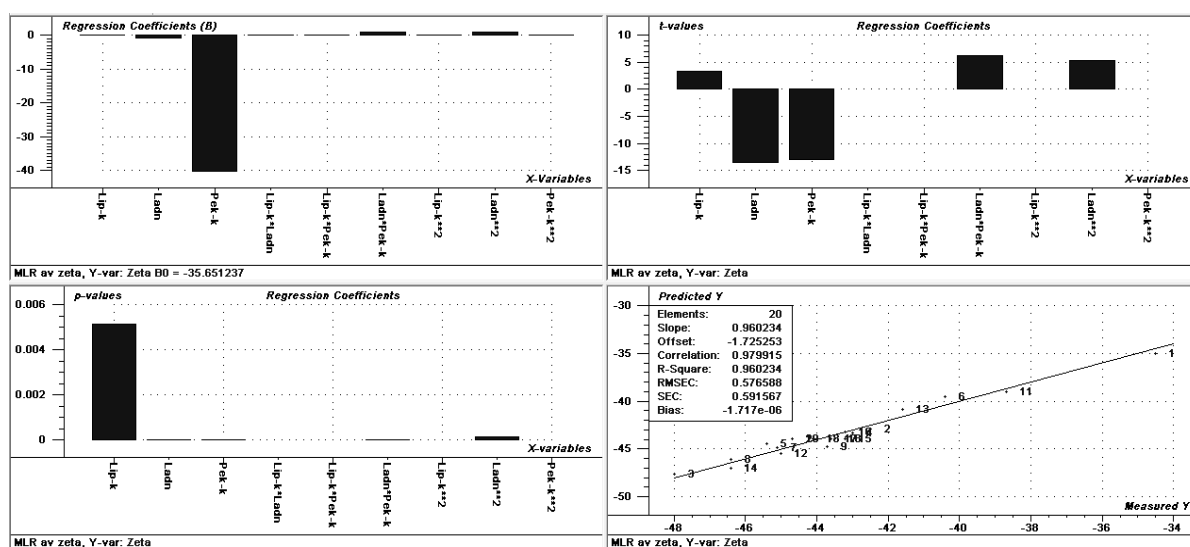 Regression Coefficients (B)
0
-10
-20
-30
-40
X-Variables
Lip-k
Ladn
Pek-k
Lip-k*Ladn
Lip-k*Pek-k
Ladn*Pek-k
Lip-k**2
Ladn**2
Pek-k**2
MLR av zeta, Y-var: Zeta B0 = -35.651237
t-values Regression Coefficients
10
5
0
-5
-10
-15
X-variables
Lip-k
Ladn
Pek-k
Lip-k*Ladn
Lip-k*Pek-k
Ladn*Pek-k
Lip-k**2
Ladn**2
Pek-k**2
MLR av zeta, Y-var: Zeta
p-values Regression Coefficients
0.006
0.004
0.002
0
X-variables
Lip-k
Ladn
Pek-k
Lip-k*Ladn
Lip-k*Pek-k
Ladn*Pek-k
Lip-k**2
Ladn**2
Pek-k**2
MLR av zeta, Y-var: Zeta
Predicted Y
-30
-35
-40
-45
-50
Elements: 20
Slope: 0.960234
Offset: -1.725253
Correlation: 0.979915
R-Square: 0.960234
RMSEC: 0.576588
SEC: 0.591567
Bias: -1.717e-06
1
11
6
13
2
9
5
7
12
8
14
3
Measured Y
-48 -46 -44 -42 -40 -38 -36 -34
MLR av zeta, Y-var: Zeta